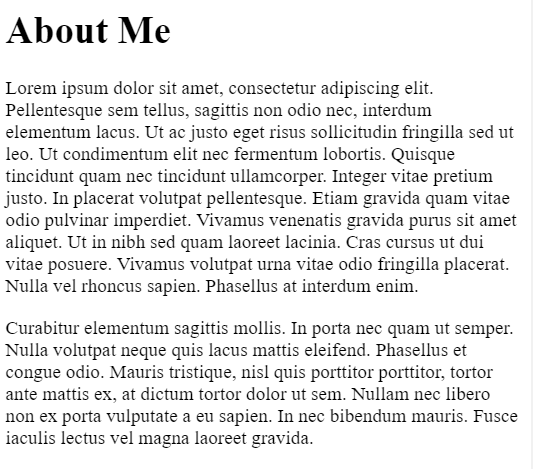 About Me
Lorem ipsum dolor sit amet, consectetur adipiscing elit.
Pellentesque sem tellus, sagittis non odio nec, interdum
elementum lacus. Ut ac justo eget risus sollicitudin fringilla sed ut
leo. Ut condimentum elit nec fermentum lobortis. Quisque
tincidunt quam nec tincidunt ullamcorper. Integer vitae pretium
justo. In placerat volutpat pellentesque. Etiam gravida quam vitae
odio pulvinar imperdiet. Vivamus venenatis gravida purus sit amet
aliquet. Ut in nibh sed quam laoreet lacinia. Cras cursus ut dui
vitae posuere. Vivamus volutpat urna vitae odio fringilla placerat.
Nulla vel rhoncus sapien. Phasellus at interdum enim.
Curabitur elementum sagittis mollis. In porta nec quam ut semper.
Nulla volutpat neque quis lacus mattis eleifend. Phasellus et
congue odio. Mauris tristique, nisl quis porttitor porttitor, tortor
ante mattis ex, at dictum tortor dolor ut sem. Nullam nec libero
non ex porta vulputate a eu sapien. In nec bibendum mauris. Fusce
iaculis lectus vel magna laoreet gravida.